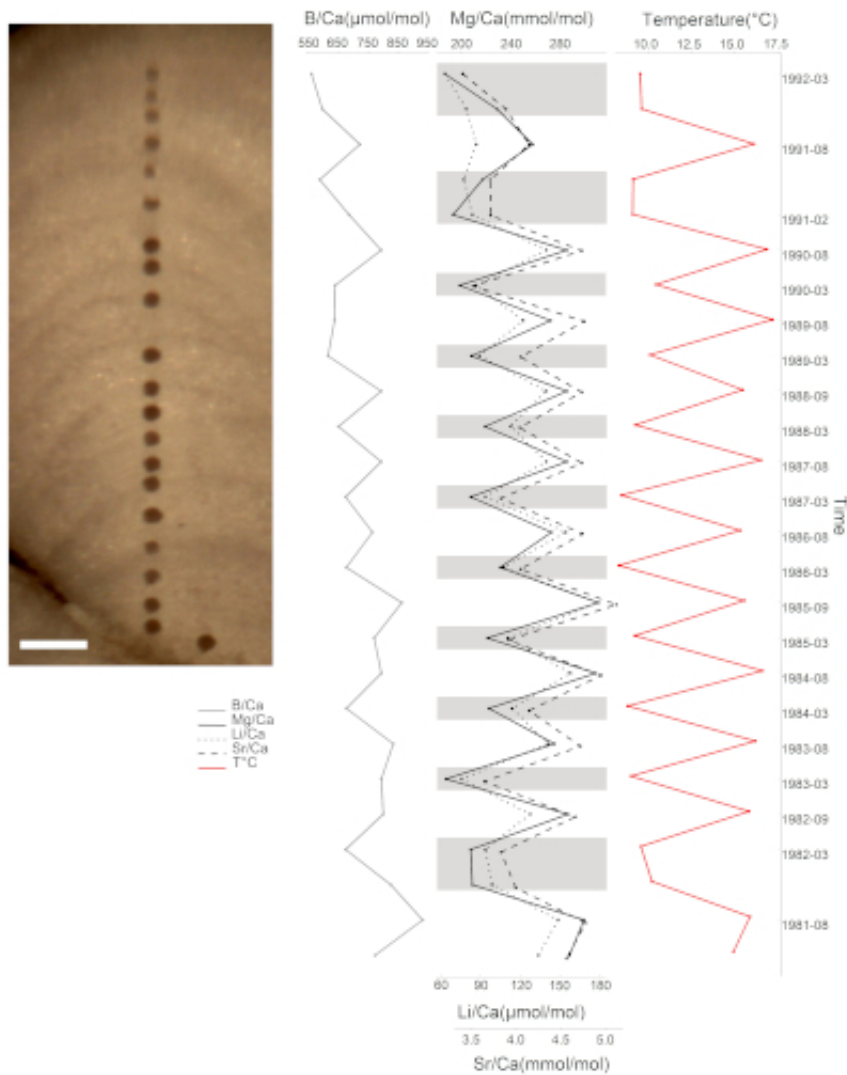 B/Ca(μmol/mol) Mg/Ca(mmol/mol) Temperature(°C)
550 650 750 850 950 200 240 280 10.0 12.5 15.0 17.5
1992-03
1991-08
1991-02
1990-08
1990-03
1989-08
1989-03
1988-09
1988-03
1987-08
1987-03
Time
1986-08
1986-03
1985-09
1985-03
1984-08
1984-03
1983-08
1983-03
1982-09
1982-03
1981-08
B/Ca
Mg/Ca
Li/Ca
Sr/Ca
T°C
60 90 120 150 180
Li/Ca(μmol/mol)
3.5 4.0 4.5 5.0
Sr/Ca(mmol/mol)